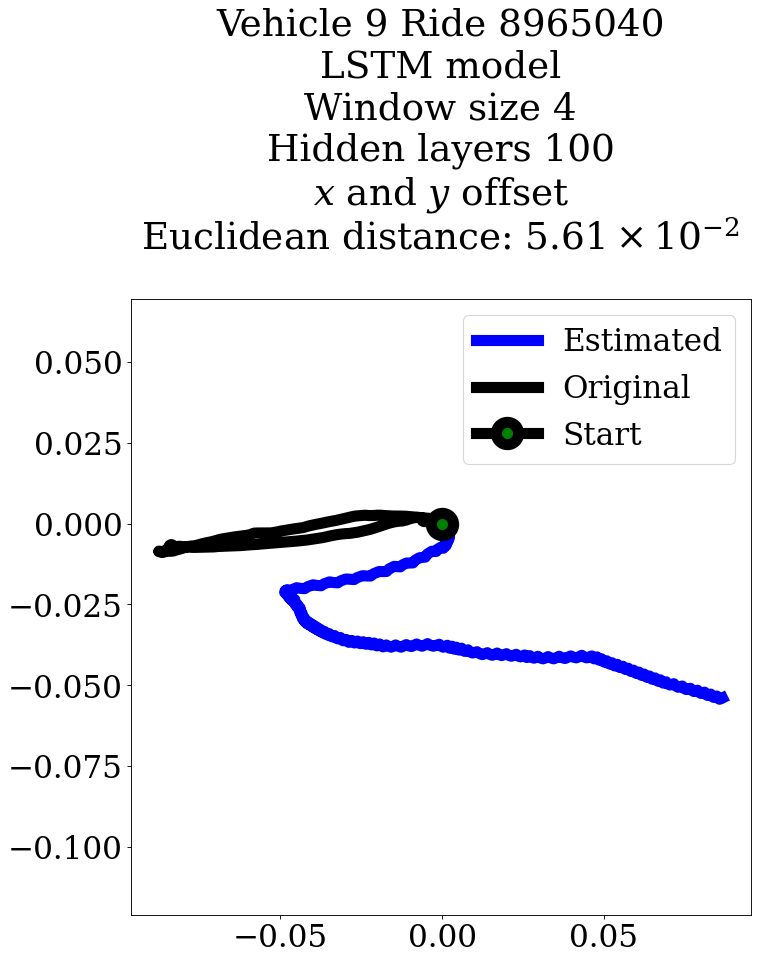 Vehicle 9 Ride 8965040
LSTM model
Window size 4
Hidden layers 100
x and y offset
Euclidean distance: 5.61 × 10⁻²
Estimated
Original
Start
0.050
0.025
0.000
−0.025
−0.050
−0.075
−0.100
−0.05 0.00 0.05